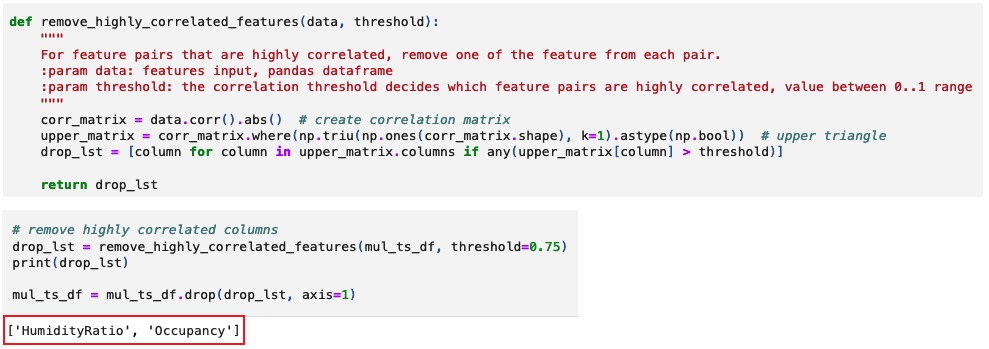 def remove_highly_correlated_features(data, threshold):
    """
    For feature pairs that are highly correlated, remove one of the feature from each pair.
    :param data: features input, pandas dataframe
    :param threshold: the correlation threshold decides which feature pairs are highly correlated, value between 0..1 range
    """
    corr_matrix = data.corr().abs()  # create correlation matrix
    upper_matrix = corr_matrix.where(np.triu(np.ones(corr_matrix.shape), k=1).astype(np.bool))  # upper triangle
    drop_lst = [column for column in upper_matrix.columns if any(upper_matrix[column] > threshold)]

    return drop_lst

# remove highly correlated columns
drop_lst = remove_highly_correlated_features(mul_ts_df, threshold=0.75)
print(drop_lst)

mul_ts_df = mul_ts_df.drop(drop_lst, axis=1)

['HumidityRatio', 'Occupancy']